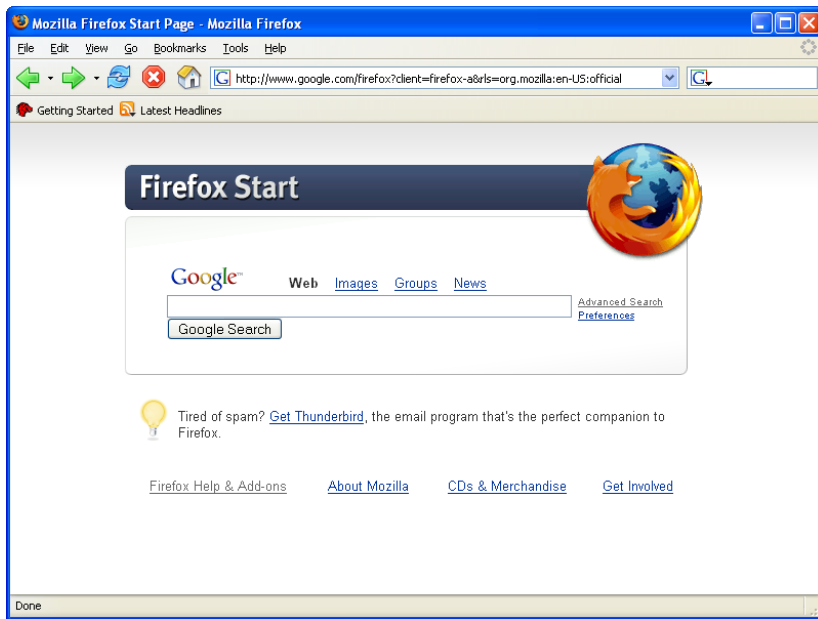 Mozilla Firefox Start Page - Mozilla Firefox
File Edit View Go Bookmarks Tools Help
G http://www.google.com/firefox?client=firefox-a&rls=org.mozilla:en-US:official G
Getting Started Latest Headlines
Firefox Start
Google™ Web Images Groups News
Advanced Search
Preferences
Google Search
Tired of spam? Get Thunderbird, the email program that's the perfect companion to
Firefox.
Firefox Help & Add-ons About Mozilla CDs & Merchandise Get Involved
Done